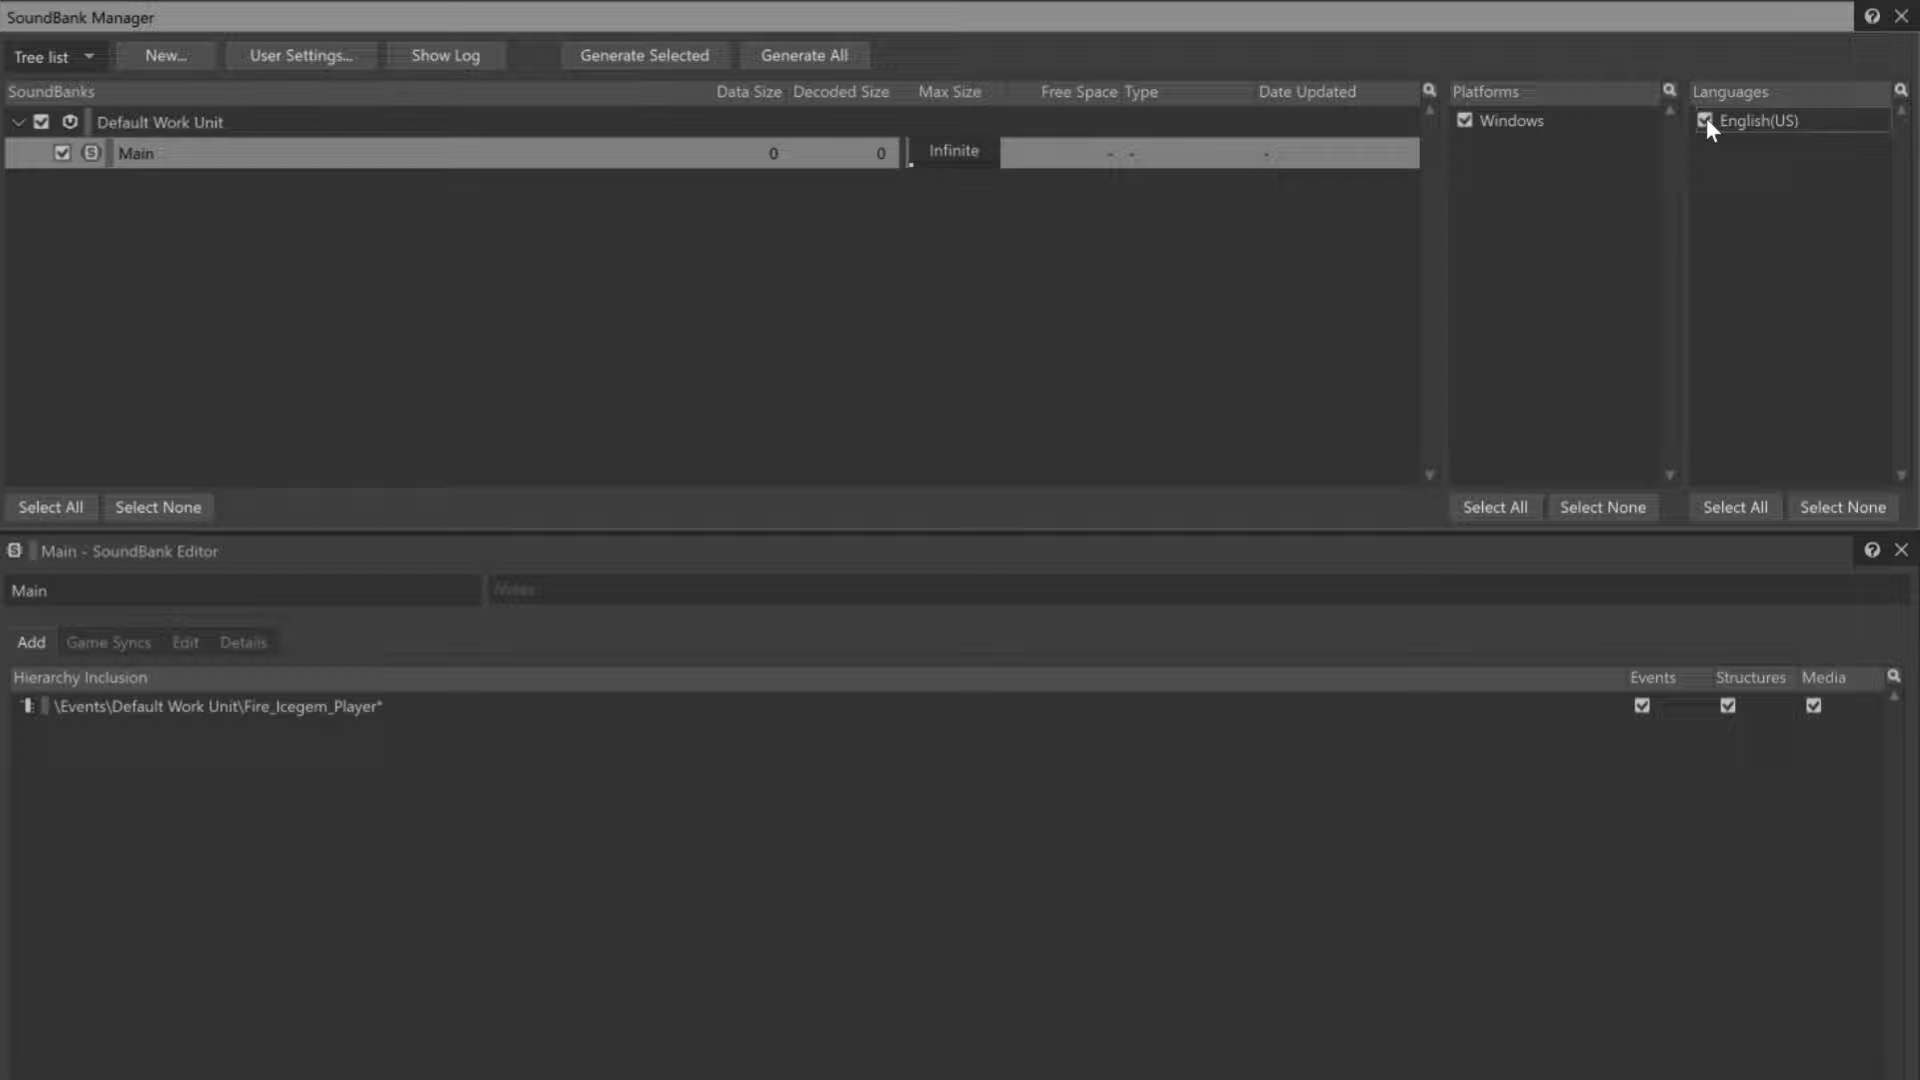 SoundBank Manager
Tree list New... User Settings... Show Log Generate Selected Generate All
SoundBanks Data Size Decoded Size Max Size Free Space Type Date Updated Platforms Languages
Default Work Unit Windows English(US)
Main 0 0 Infinite - - -
Select All Select None Select All Select None Select All Select None
Main - SoundBank Editor
Main Notes
Add Game Syncs Edit Details
Hierarchy Inclusion Events Structures Media
\Events\Default Work Unit\Fire_Icegem_Player*